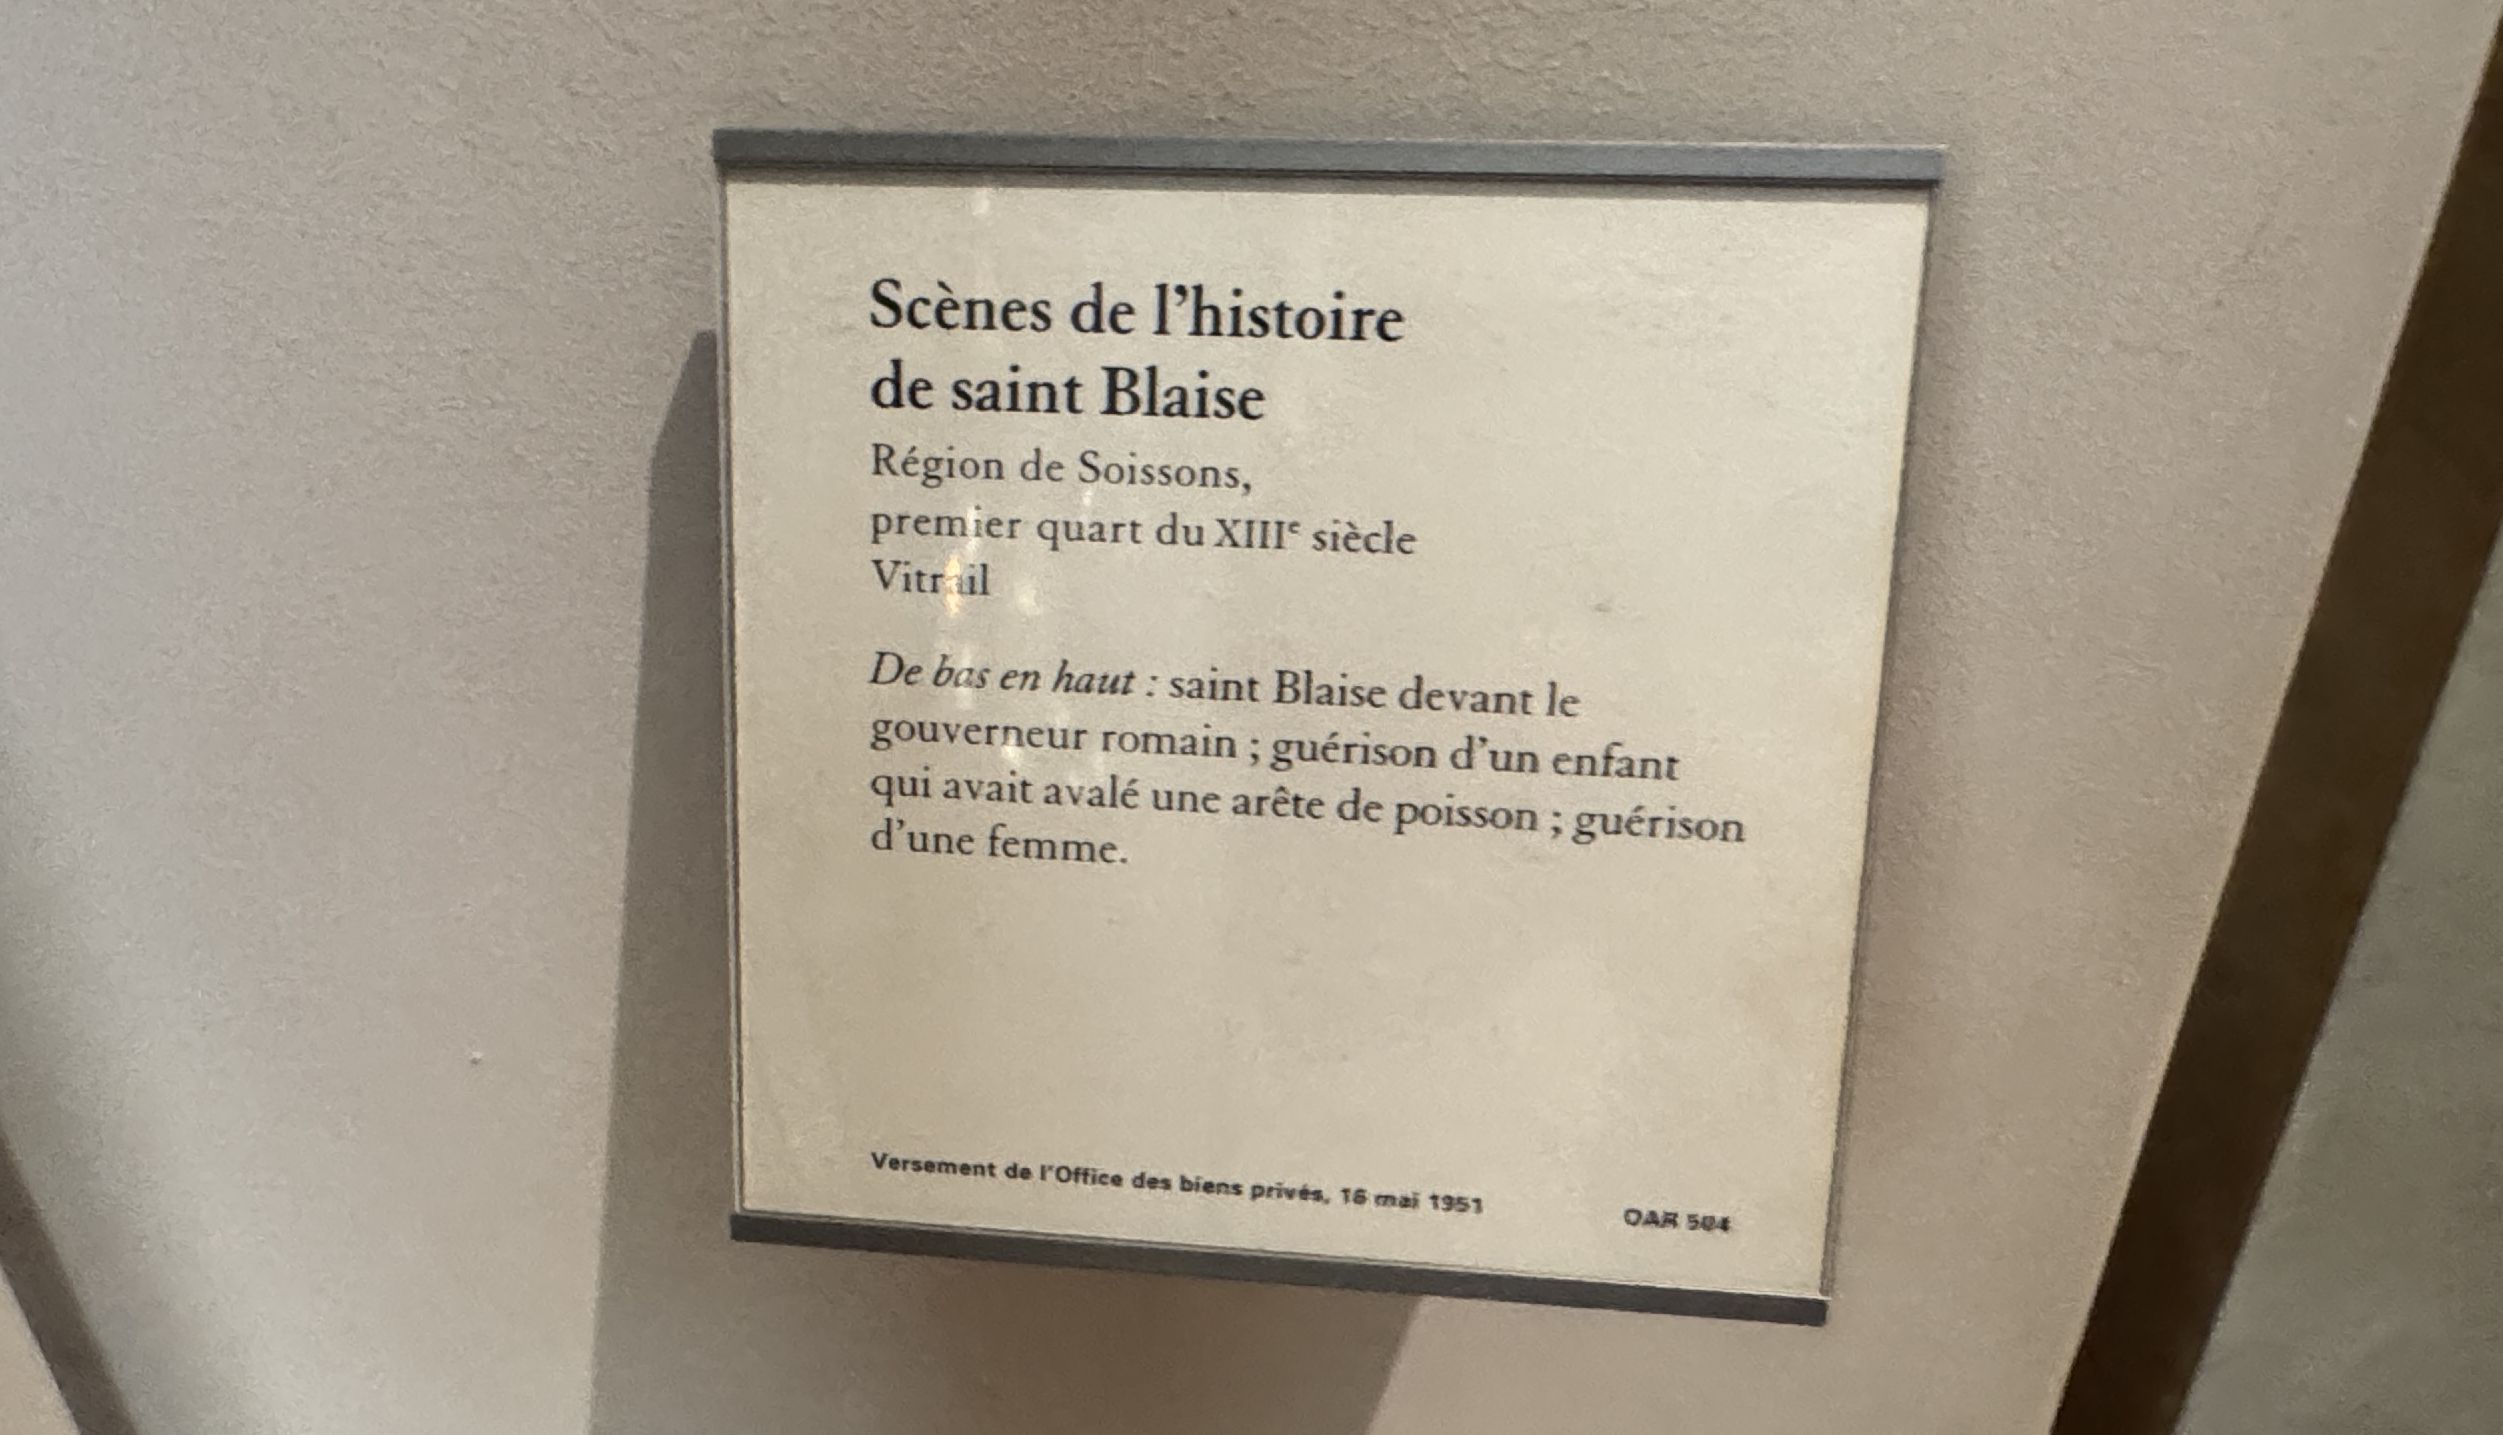 Scènes de l’histoire
de saint Blaise
Région de Soissons,
premier quart du XIIIᵉ siècle
Vitrail
De bas en haut : saint Blaise devant le
gouverneur romain ; guérison d’un enfant
qui avait avalé une arête de poisson ; guérison
d’une femme.
Versement de l’Office des biens privés, 16 mai 1951
OAR 504